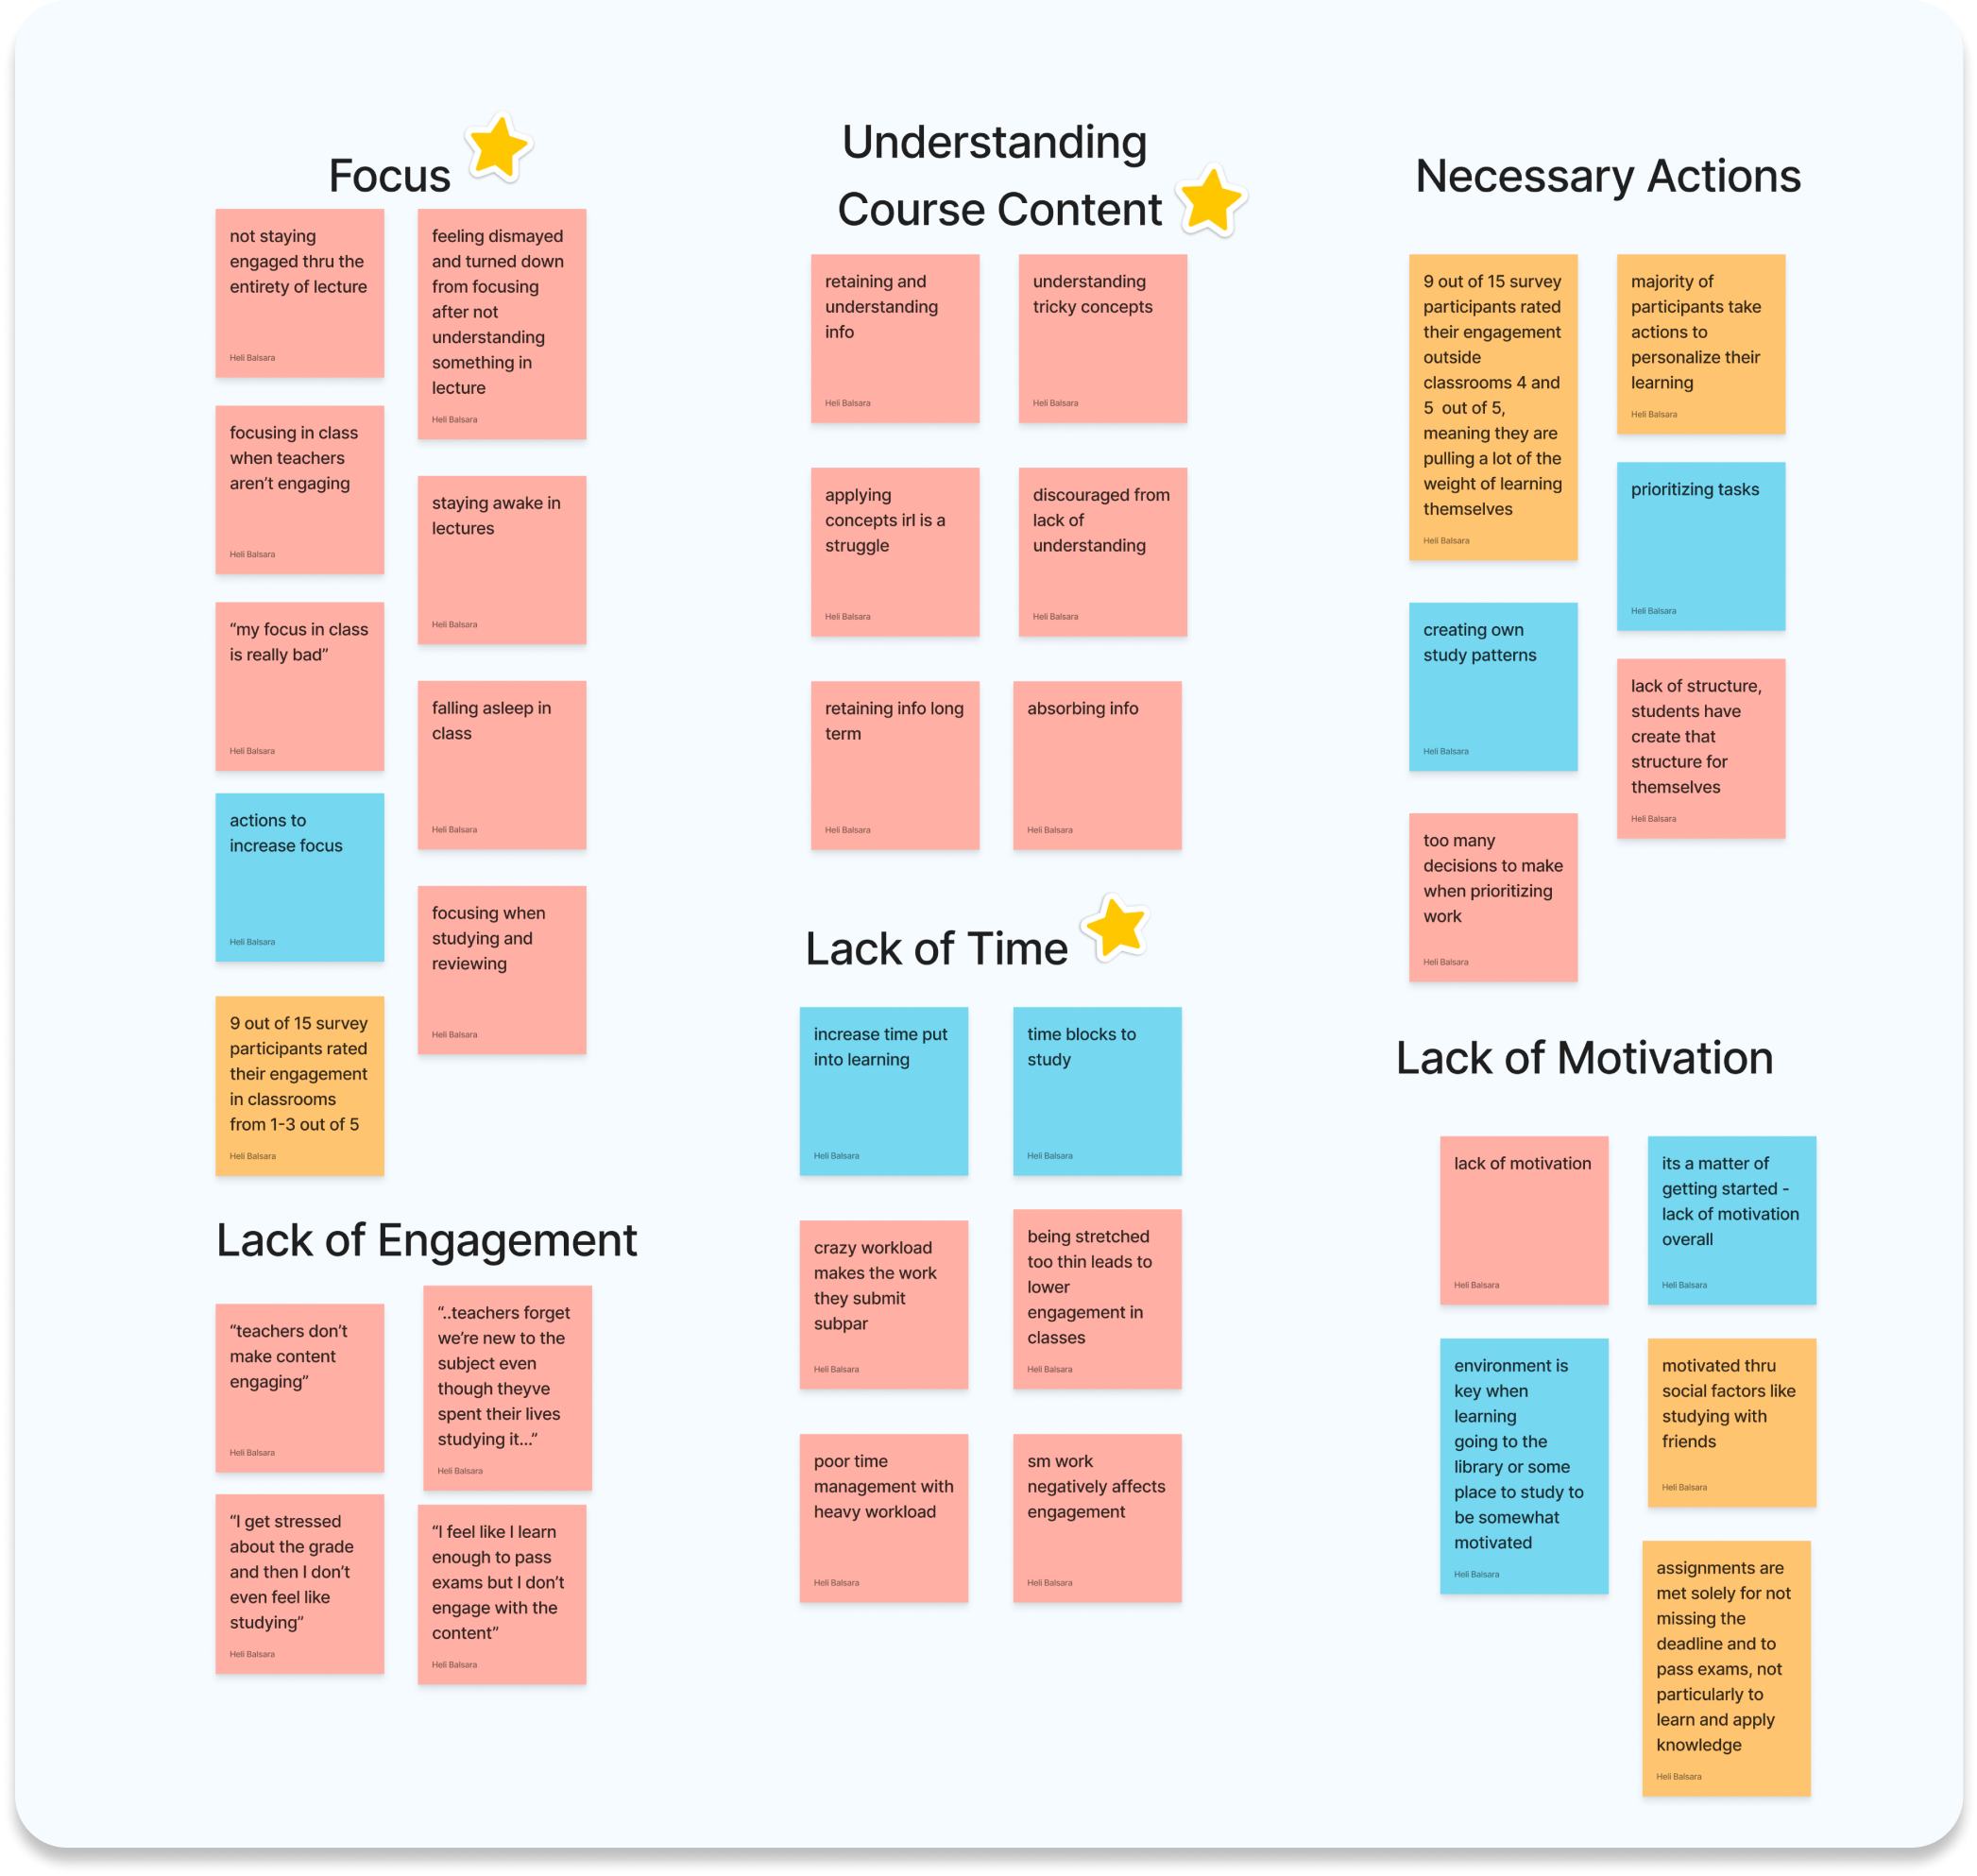 Focus
not staying
engaged thru the
entirety of lecture
Heli Balsara
feeling dismayed
and turned down
from focusing
after not
understanding
something in
lecture
Heli Balsara
focusing in class
when teachers
aren’t engaging
Heli Balsara
staying awake in
lectures
Heli Balsara
“my focus in class
is really bad”
Heli Balsara
falling asleep in
class
Heli Balsara
actions to
increase focus
Heli Balsara
focusing when
studying and
reviewing
Heli Balsara
9 out of 15 survey
participants rated
their engagement
in classrooms
from 1-3 out of 5
Heli Balsara
Lack of Engagement
“teachers don’t
make content
engaging”
Heli Balsara
“..teachers forget
we’re new to the
subject even
though theyve
spent their lives
studying it...”
Heli Balsara
“I get stressed
about the grade
and then I don’t
even feel like
studying”
Heli Balsara
“I feel like I learn
enough to pass
exams but I don’t
engage with the
content”
Heli Balsara
Understanding
Course Content
retaining and
understanding
info
Heli Balsara
understanding
tricky concepts
Heli Balsara
applying
concepts irl is a
struggle
Heli Balsara
discouraged from
lack of
understanding
Heli Balsara
retaining info long
term
Heli Balsara
absorbing info
Heli Balsara
Lack of Time
increase time put
into learning
Heli Balsara
time blocks to
study
Heli Balsara
crazy workload
makes the work
they submit
subpar
Heli Balsara
being stretched
too thin leads to
lower
engagement in
classes
Heli Balsara
poor time
management with
heavy workload
Heli Balsara
sm work
negatively affects
engagement
Heli Balsara
Necessary Actions
9 out of 15 survey
participants rated
their engagement
outside
classrooms 4 and
5 out of 5,
meaning they are
pulling a lot of the
weight of learning
themselves
Heli Balsara
majority of
participants take
actions to
personalize their
learning
Heli Balsara
prioritizing tasks
Heli Balsara
creating own
study patterns
Heli Balsara
lack of structure,
students have
create that
structure for
themselves
Heli Balsara
too many
decisions to make
when prioritizing
work
Heli Balsara
Lack of Motivation
lack of motivation
Heli Balsara
its a matter of
getting started -
lack of motivation
overall
Heli Balsara
environment is
key when
learning
going to the
library or some
place to study to
be somewhat
motivated
Heli Balsara
motivated thru
social factors like
studying with
friends
Heli Balsara
assignments are
met solely for not
missing the
deadline and to
pass exams, not
particularly to
learn and apply
knowledge
Heli Balsara